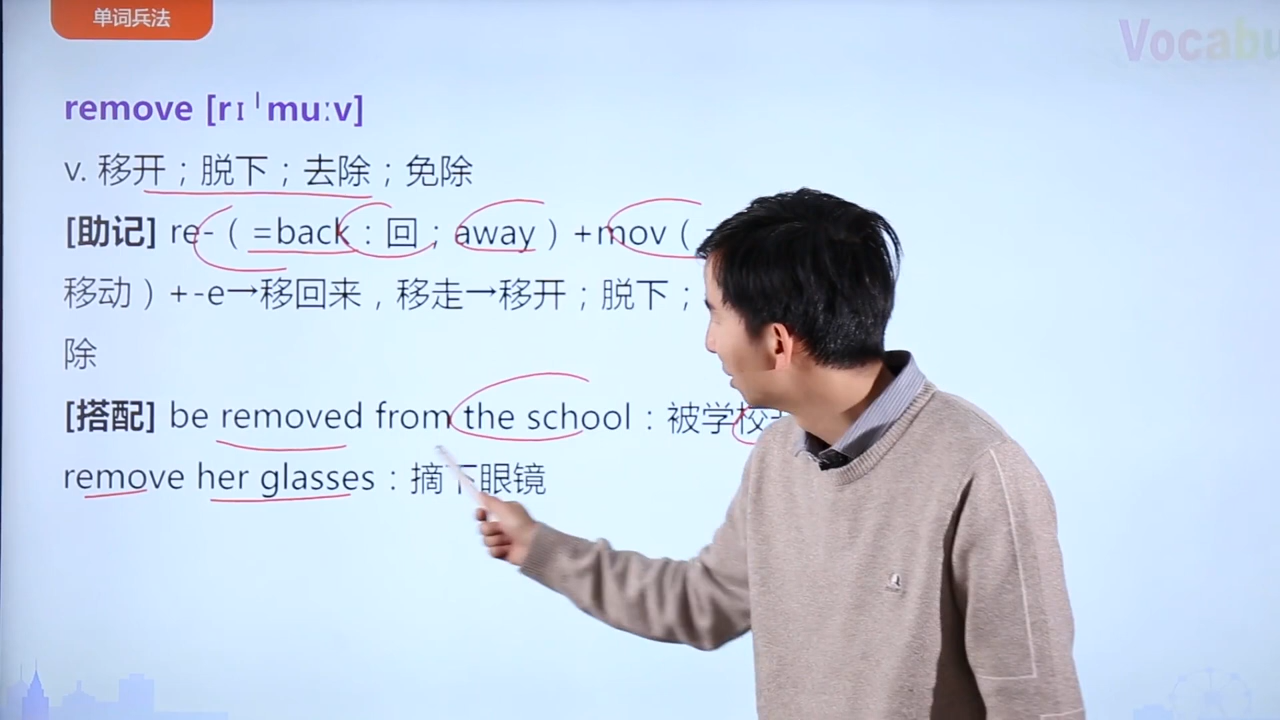 单词兵法
Vocabu
remove [rɪˈmuːv]
v. 移开；脱下；去除；免除
[助记] re-（=back：回；away）+mov（
移动）+-e→移回来，移走→移开；脱下；
除
[搭配] be removed from the school：被学校
remove her glasses：摘下眼镜